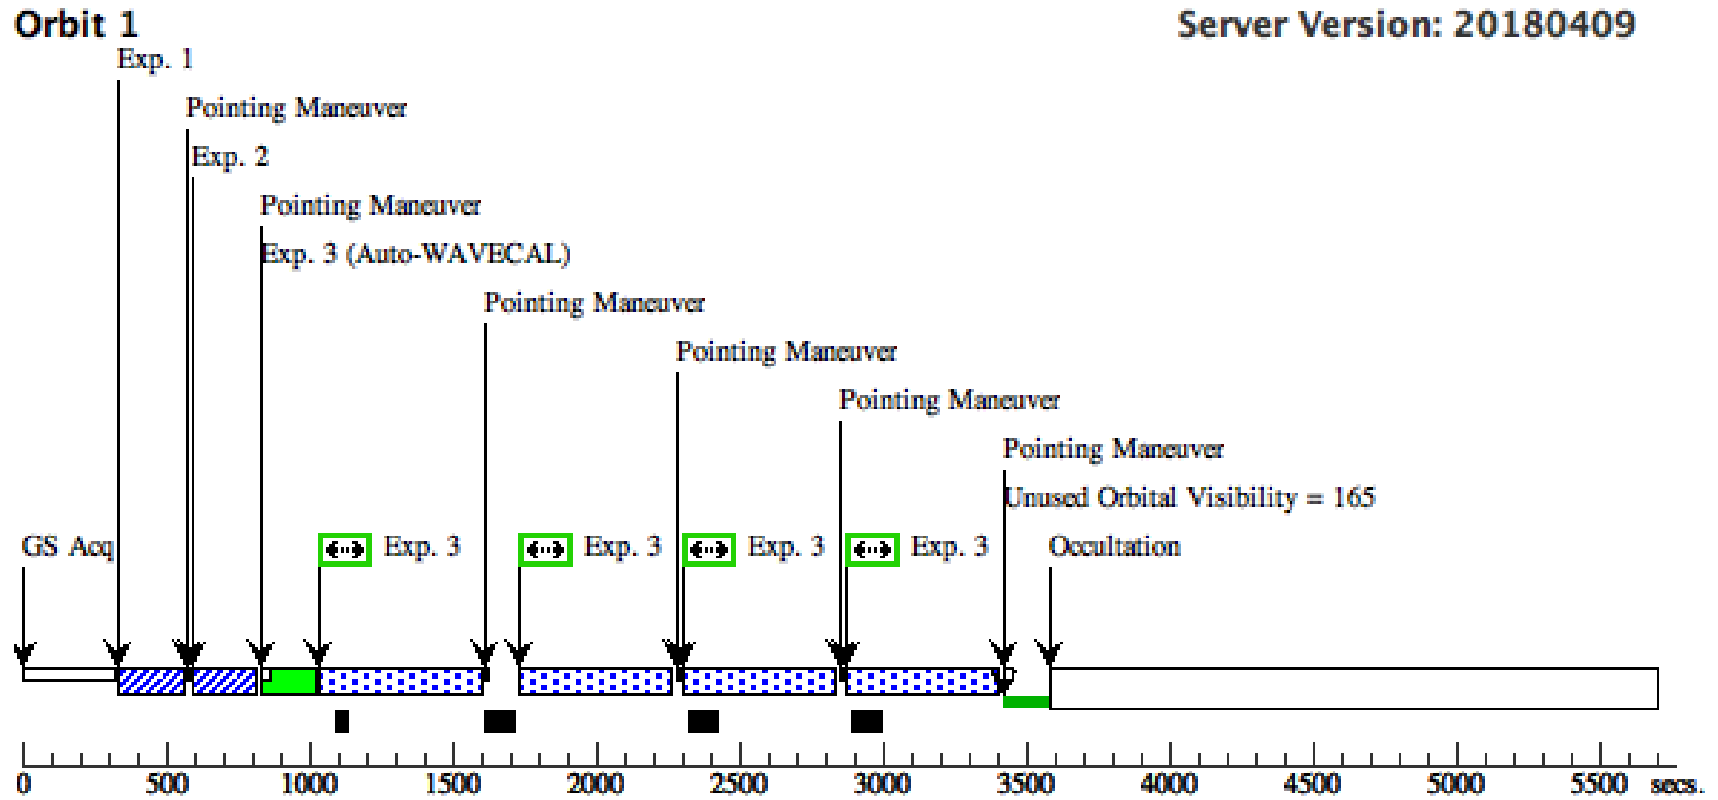 Orbit 1
Server Version: 20180409
Exp. 1
Pointing Maneuver
Exp. 2
Pointing Maneuver
Exp. 3 (Auto-WAVECAL)
Pointing Maneuver
Pointing Maneuver
Pointing Maneuver
Pointing Maneuver
Unused Orbital Visibility = 165
GS Acq
Exp. 3
Exp. 3
Exp. 3
Exp. 3
Occultation
0 500 1000 1500 2000 2500 3000 3500 4000 4500 5000 5500 secs.